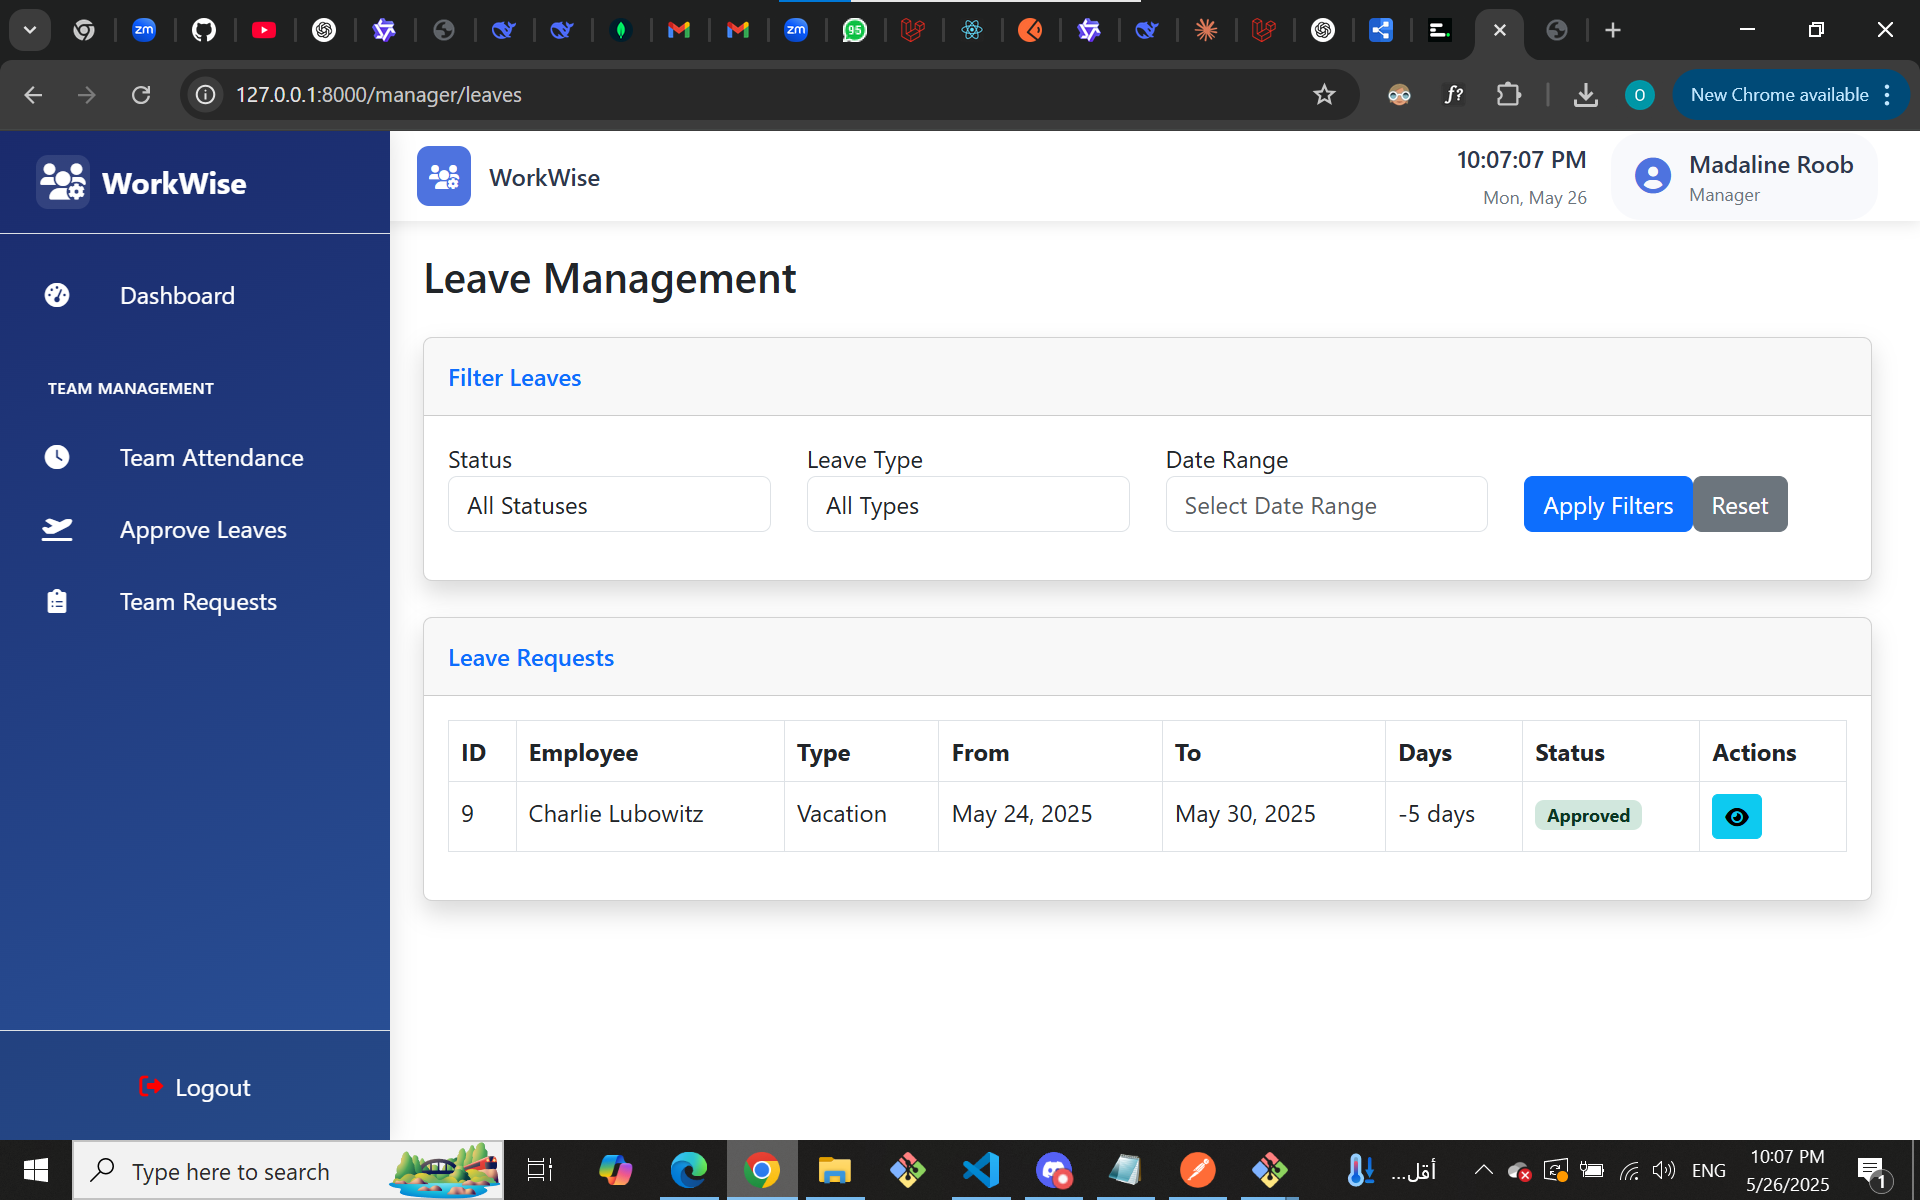 zm
zm
95
127.0.0.1:8000/manager/leaves
f?
O
New Chrome available
WorkWise
WorkWise
10:07:07 PM
Mon, May 26
Madaline Roob
Manager
Dashboard
TEAM MANAGEMENT
Team Attendance
Approve Leaves
Team Requests
Logout
Leave Management
Filter Leaves
Status
Leave Type
Date Range
All Statuses
All Types
Select Date Range
Apply Filters
Reset
Leave Requests
ID Employee Type From To Days Status Actions
9 Charlie Lubowitz Vacation May 24, 2025 May 30, 2025 -5 days Approved
Type here to search
أقل...
ENG
10:07 PM
5/26/2025
1